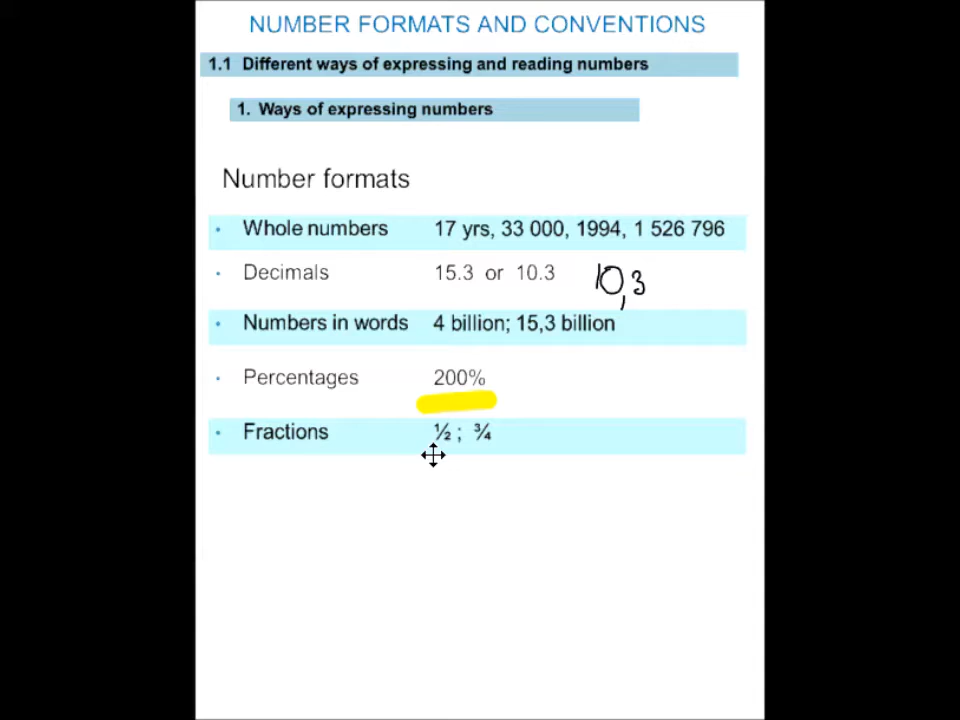 NUMBER FORMATS AND CONVENTIONS
1.1 Different ways of expressing and reading numbers
1. Ways of expressing numbers
Number formats
• Whole numbers 17 yrs, 33 000, 1994, 1 526 796
• Decimals 15.3 or 10.3 10,3
• Numbers in words 4 billion; 15,3 billion
• Percentages 200%
• Fractions ½ ; ¾